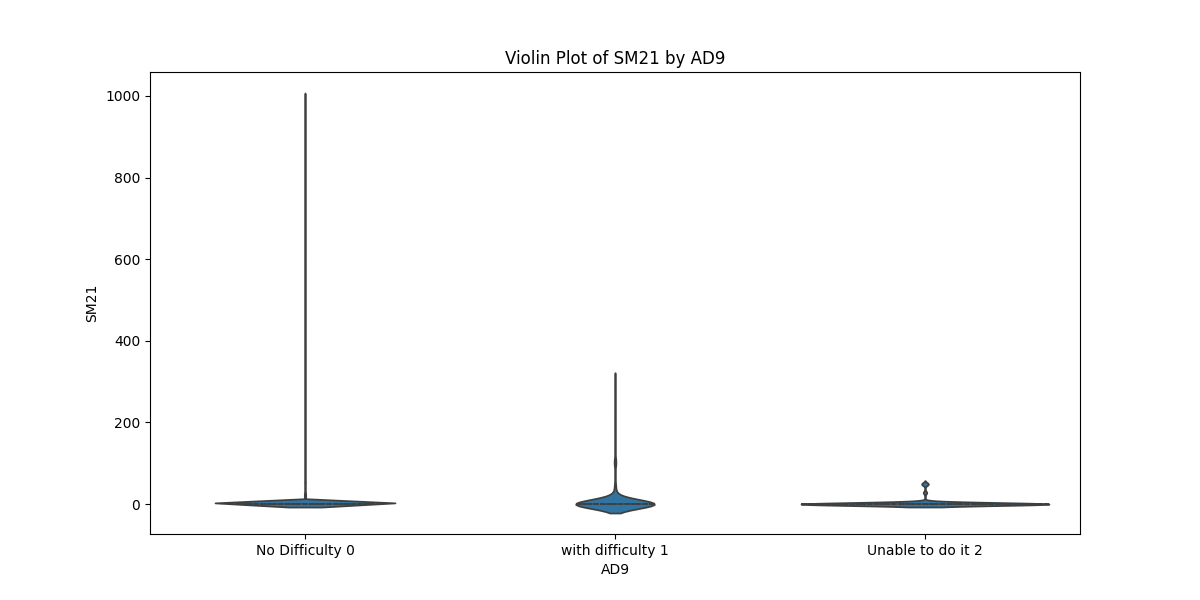 Violin Plot of SM21 by AD9
1000
800
600
400
200
0
SM21
No Difficulty 0
with difficulty 1
Unable to do it 2
AD9